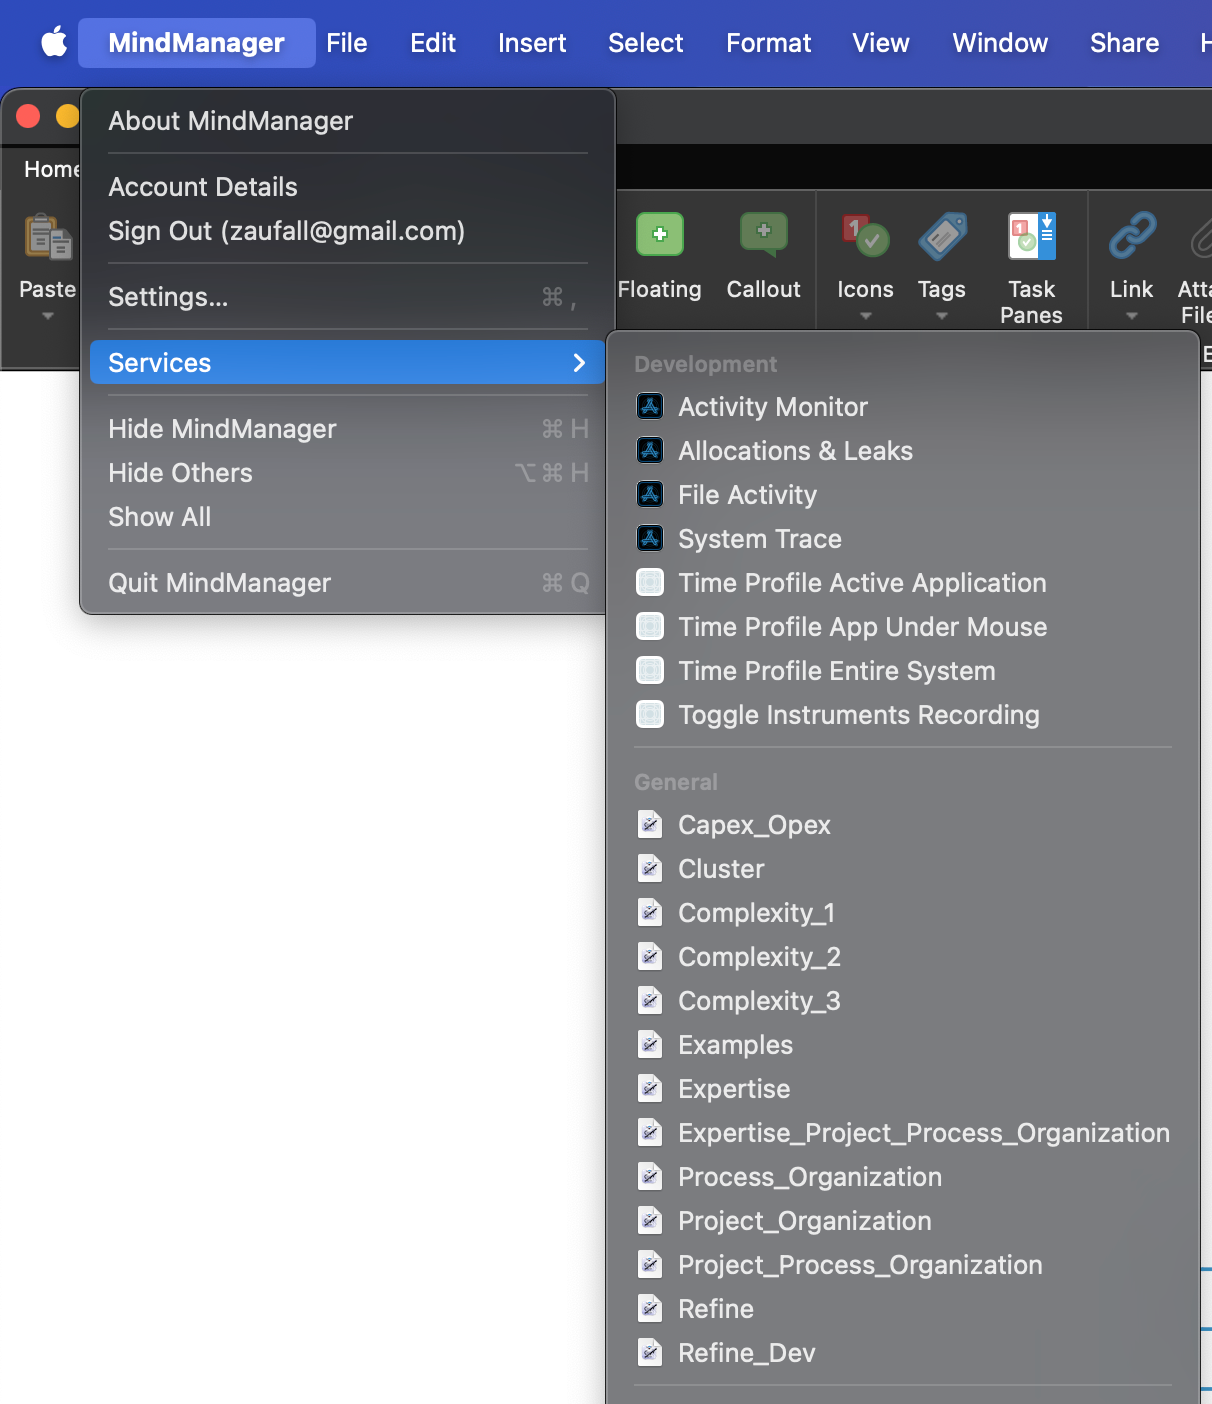 MindManager File Edit Insert Select Format View Window Share H
About MindManager
Account Details
Sign Out (zaufall@gmail.com)
Settings... ⌘ ,
Services
Hide MindManager ⌘ H
Hide Others ⌥ ⌘ H
Show All
Quit MindManager ⌘ Q
Home
Paste
Floating
Callout
Icons
Tags
Task
Panes
Link
Development
Activity Monitor
Allocations & Leaks
File Activity
System Trace
Time Profile Active Application
Time Profile App Under Mouse
Time Profile Entire System
Toggle Instruments Recording
General
Capex_Opex
Cluster
Complexity_1
Complexity_2
Complexity_3
Examples
Expertise
Expertise_Project_Process_Organization
Process_Organization
Project_Organization
Project_Process_Organization
Refine
Refine_Dev